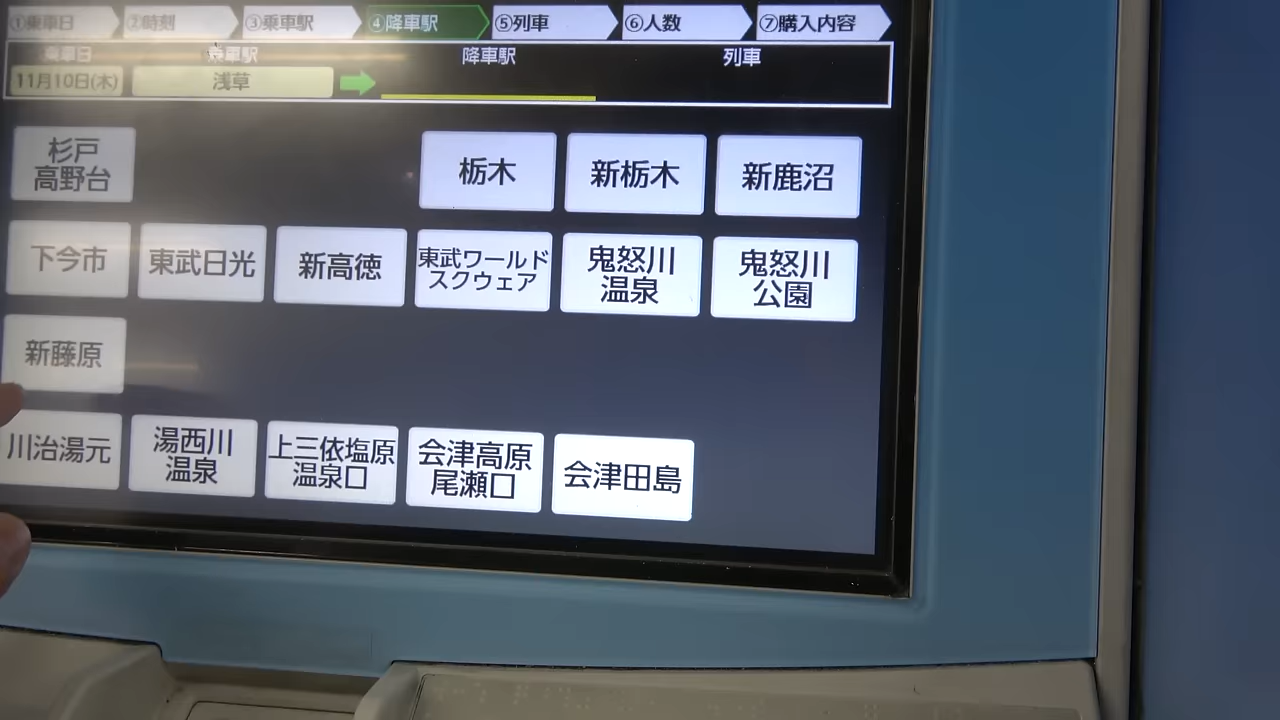 ①乗車日 ②時刻 ③乗車駅 ④降車駅 ⑤列車 ⑥人数 ⑦購入内容
乗車日 乗車駅 降車駅 列車
11月10日(木) 浅草
杉戸
高野台
栃木
新栃木
新鹿沼
下今市
東武日光
新高徳
東武ワールド
スクウェア
鬼怒川
温泉
鬼怒川
公園
新藤原
川治湯元
湯西川
温泉
上三依塩原
温泉口
会津高原
尾瀬口
会津田島